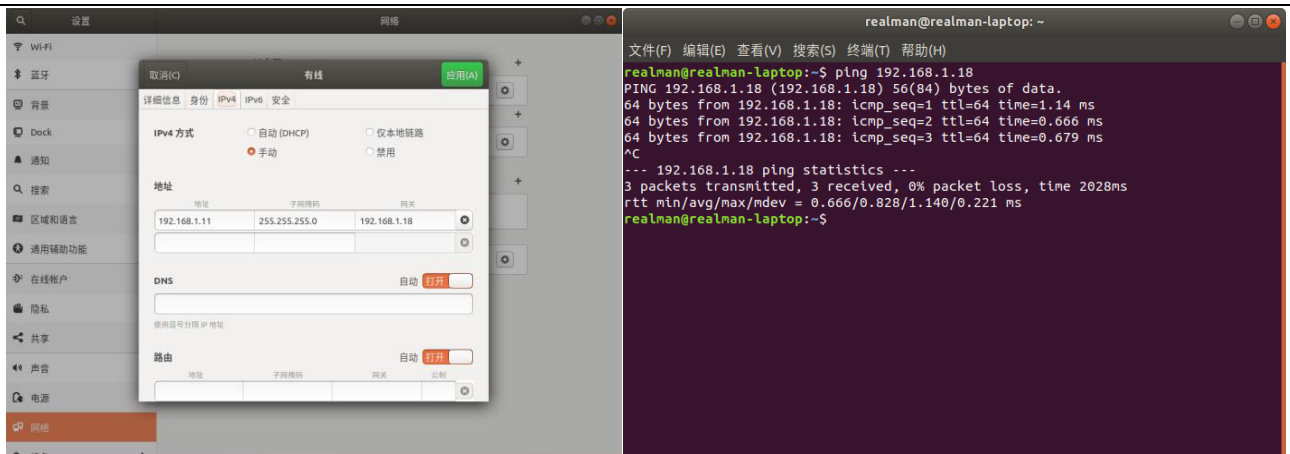 设置
网络
Wi-Fi
蓝牙
背景
Dock
通知
搜索
区域和语言
通用辅助功能
在线帐户
隐私
共享
声音
电源
网络
取消(C) 有线 应用(A)
详细信息 身份 IPv4 IPv6 安全
IPv4 方式 自动 (DHCP) 仅本地链路
手动 禁用
地址
地址 子网掩码 网关
192.168.1.11 255.255.255.0 192.168.1.18
DNS 自动 打开
使用逗号分隔 IP 地址
路由 自动 打开
地址 子网掩码 网关 公制
realman@realman-laptop: ~
文件(F) 编辑(E) 查看(V) 搜索(S) 终端(T) 帮助(H)
realman@realman-laptop:~$ ping 192.168.1.18
PING 192.168.1.18 (192.168.1.18) 56(84) bytes of data.
64 bytes from 192.168.1.18: icmp_seq=1 ttl=64 time=1.14 ms
64 bytes from 192.168.1.18: icmp_seq=2 ttl=64 time=0.666 ms
64 bytes from 192.168.1.18: icmp_seq=3 ttl=64 time=0.679 ms
^C
--- 192.168.1.18 ping statistics ---
3 packets transmitted, 3 received, 0% packet loss, time 2028ms
rtt min/avg/max/mdev = 0.666/0.828/1.140/0.221 ms
realman@realman-laptop:~$